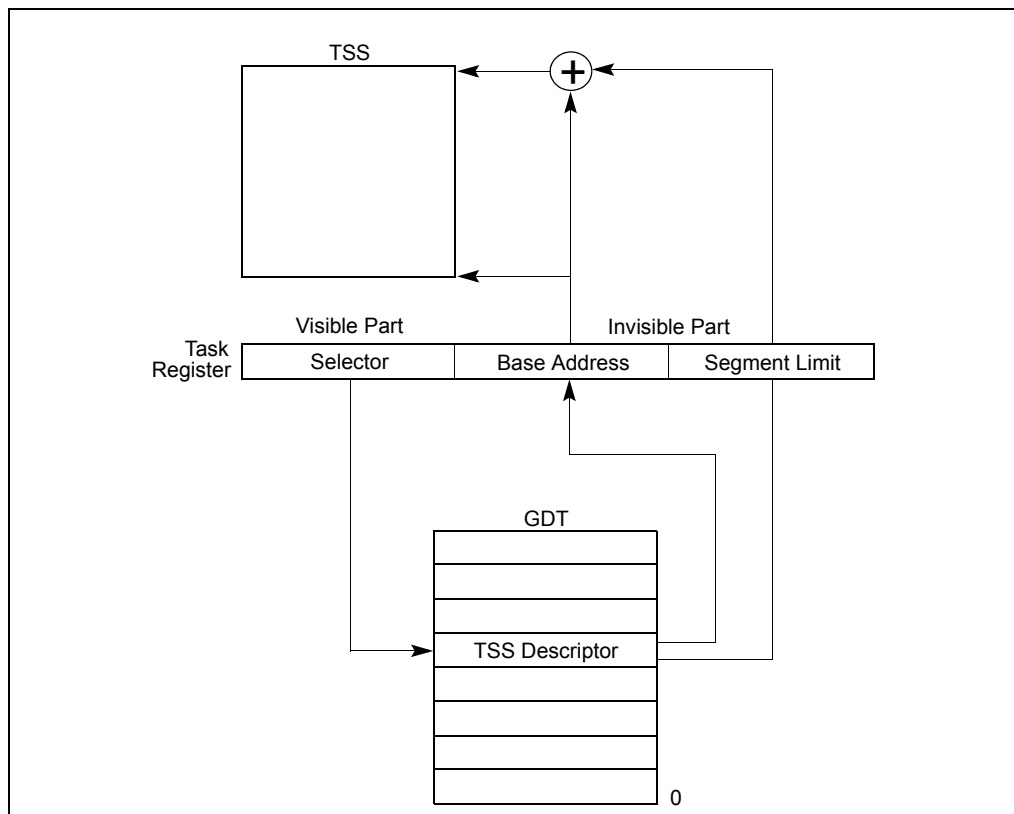 TSS
+
Visible Part
Invisible Part
Task
Register
Selector
Base Address
Segment Limit
GDT
TSS Descriptor
0